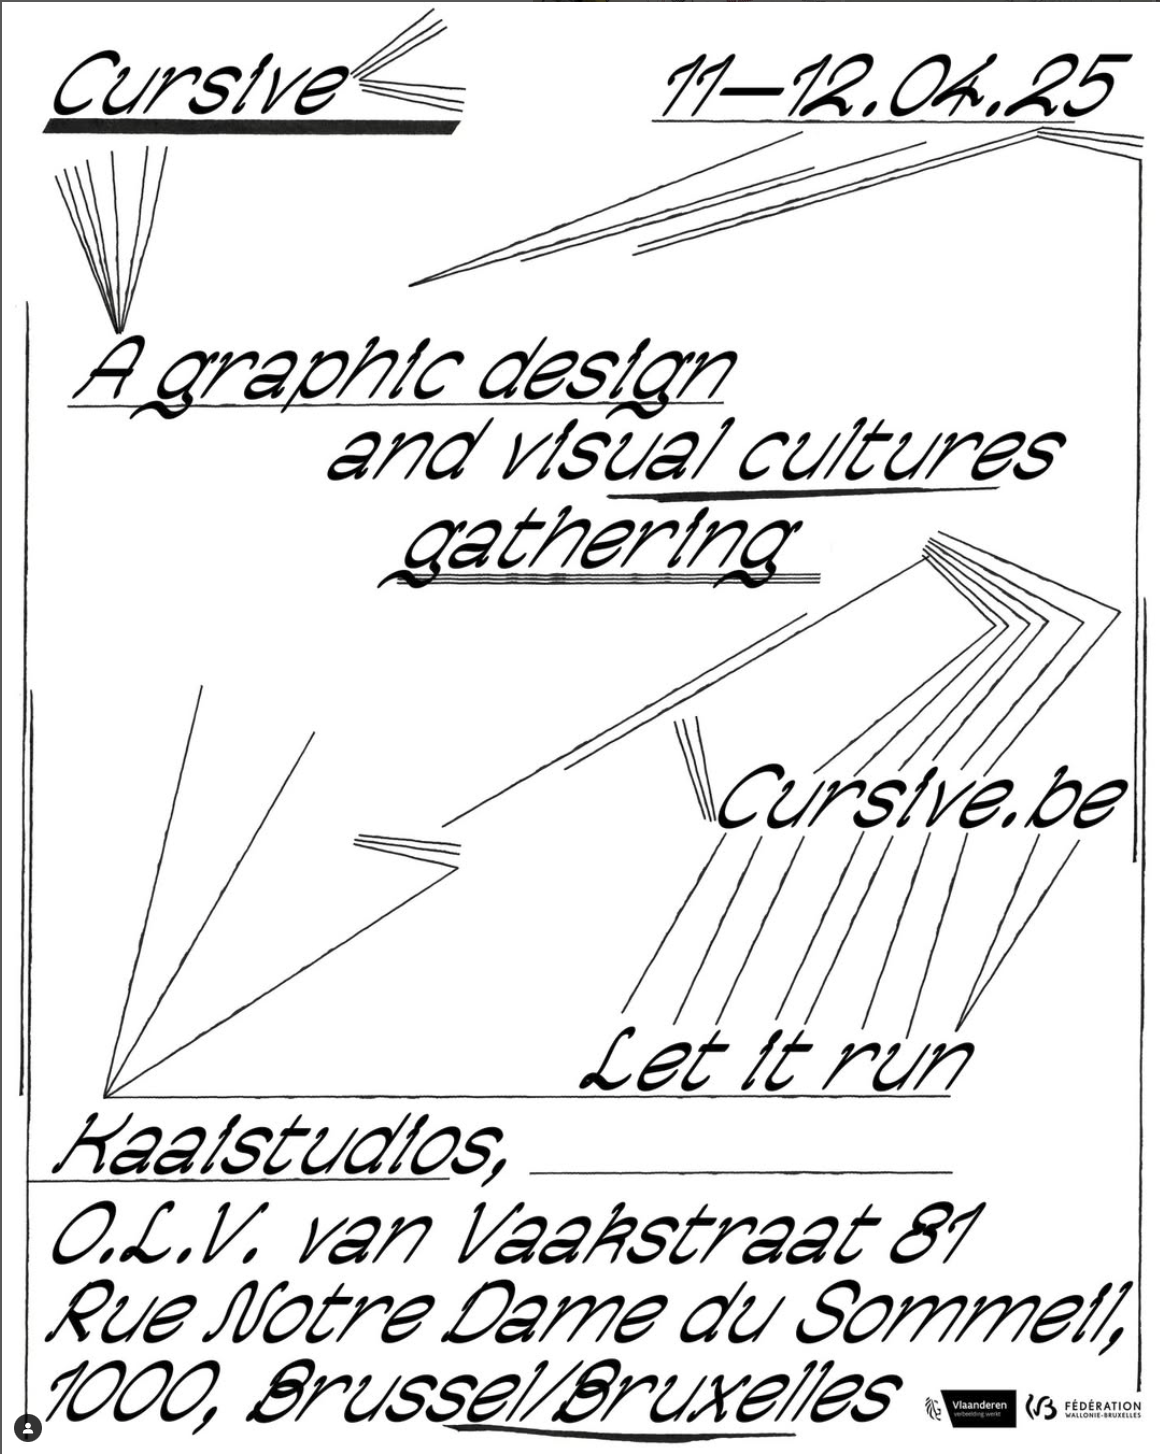 Cursive
11—12.04.25
A graphic design
and visual cultures
gathering
Cursive.be
Let it run
Kaaistudios,
O.L.V. van Vaakstraat 81
Rue Notre Dame du Sommeil,
1000, Brussel/Bruxelles
Vlaanderen
verbeelding werkt
FÉDÉRATION
WALLONIE-BRUXELLES